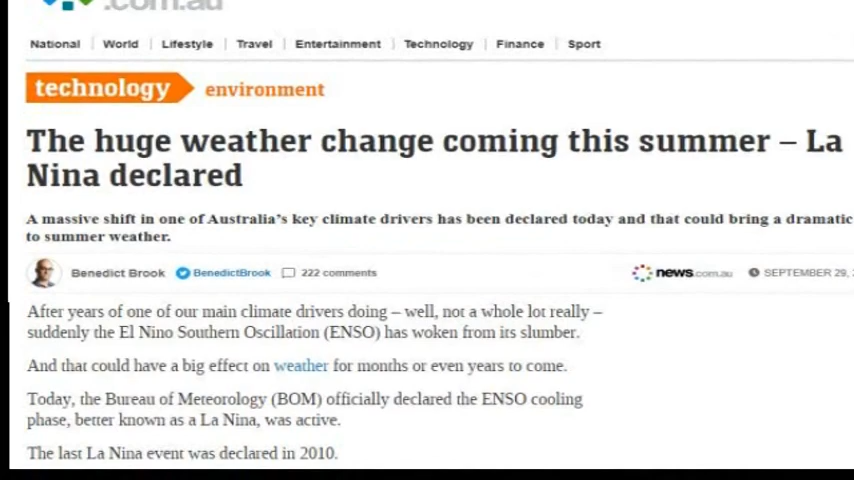 .com.au
National World Lifestyle Travel Entertainment Technology Finance Sport
technology environment
The huge weather change coming this summer – La
Nina declared
A massive shift in one of Australia's key climate drivers has been declared today and that could bring a dramatic
to summer weather.
Benedict Brook BenedictBrook 222 comments news.com.au SEPTEMBER 29,
After years of one of our main climate drivers doing – well, not a whole lot really –
suddenly the El Nino Southern Oscillation (ENSO) has woken from its slumber.
And that could have a big effect on weather for months or even years to come.
Today, the Bureau of Meteorology (BOM) officially declared the ENSO cooling
phase, better known as a La Nina, was active.
The last La Nina event was declared in 2010.